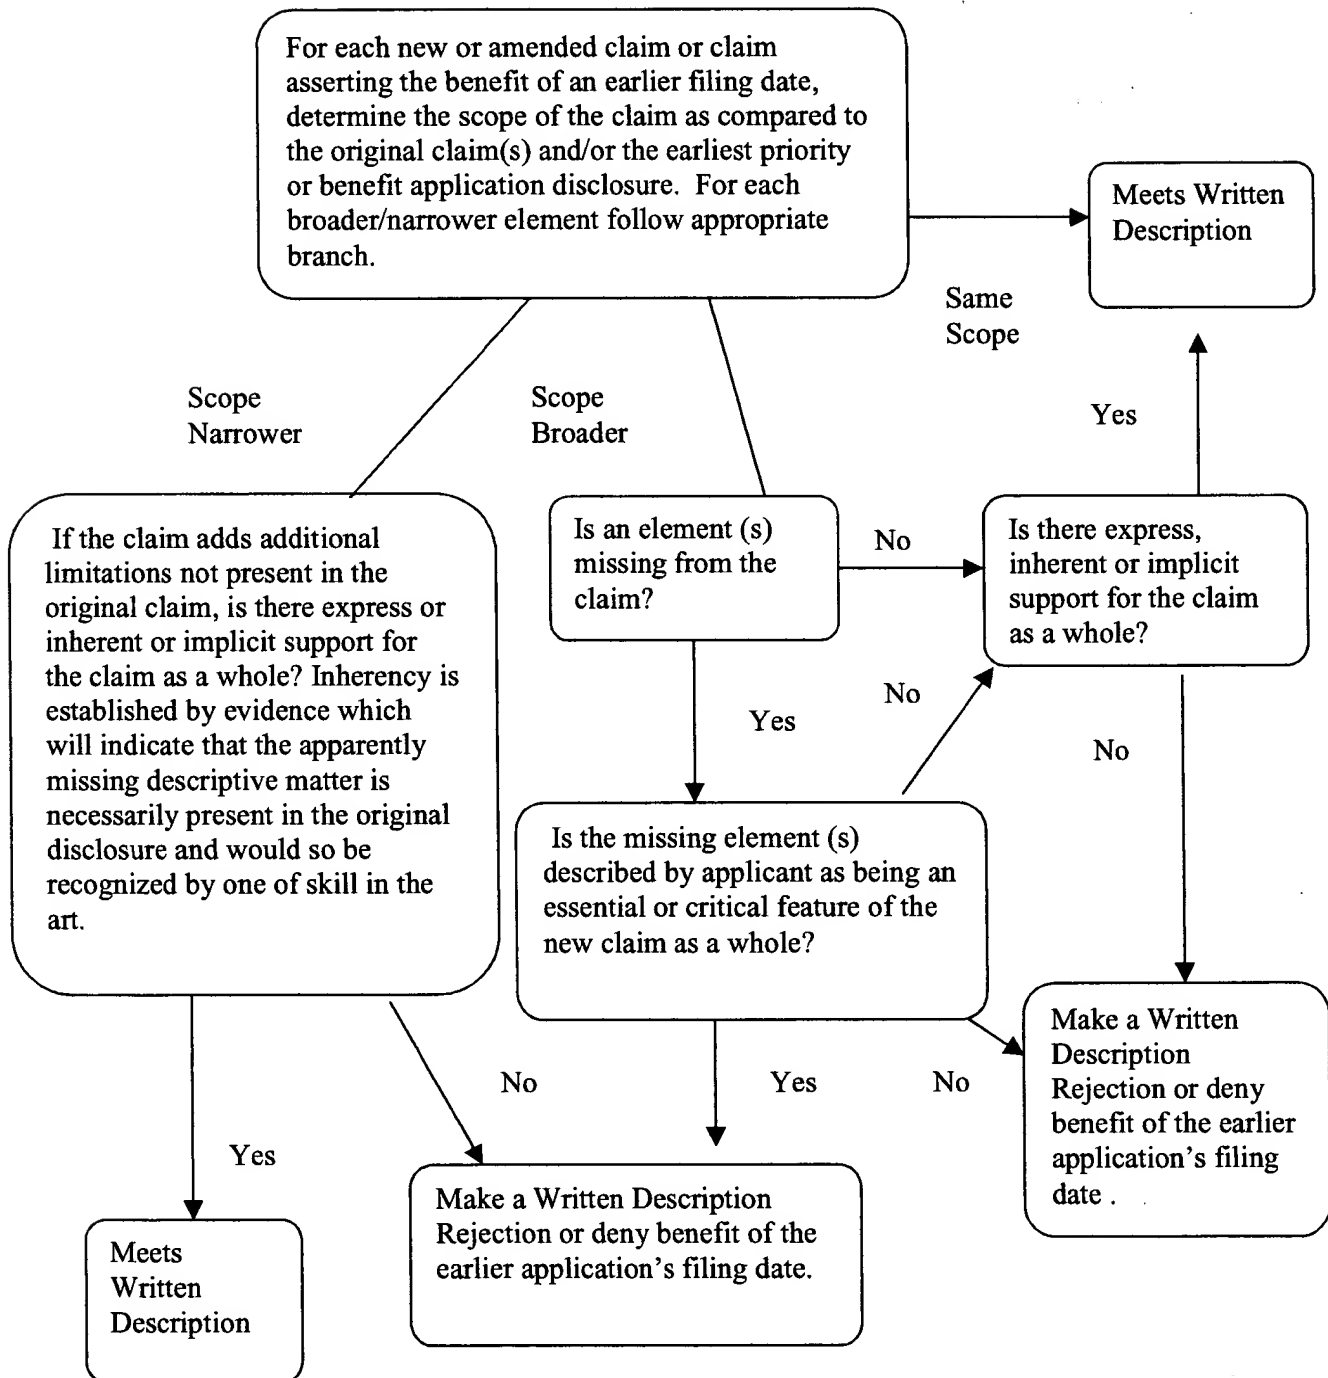 For each new or amended claim or claim
asserting the benefit of an earlier filing date,
determine the scope of the claim as compared to
the original claim(s) and/or the earliest priority
or benefit application disclosure.  For each
broader/narrower element follow appropriate
branch.
Meets Written
Description
Same
Scope
Scope
Narrower
Scope
Broader
Yes
If the claim adds additional
limitations not present in the
original claim, is there express or
inherent or implicit support for
the claim as a whole? Inherency is
established by evidence which
will indicate that the apparently
missing descriptive matter is
necessarily present in the original
disclosure and would so be
recognized by one of skill in the
art.
Is an element (s)
missing from the
claim?
No
Is there express,
inherent or implicit
support for the claim
as a whole?
Yes
No
No
Is the missing element (s)
described by applicant as being an
essential or critical feature of the
new claim as a whole?
Make a Written
Description
Rejection or deny
benefit of the earlier
application's filing
date .
No
Yes
No
Yes
Make a Written Description
Rejection or deny benefit of the
earlier application's filing date.
Meets
Written
Description